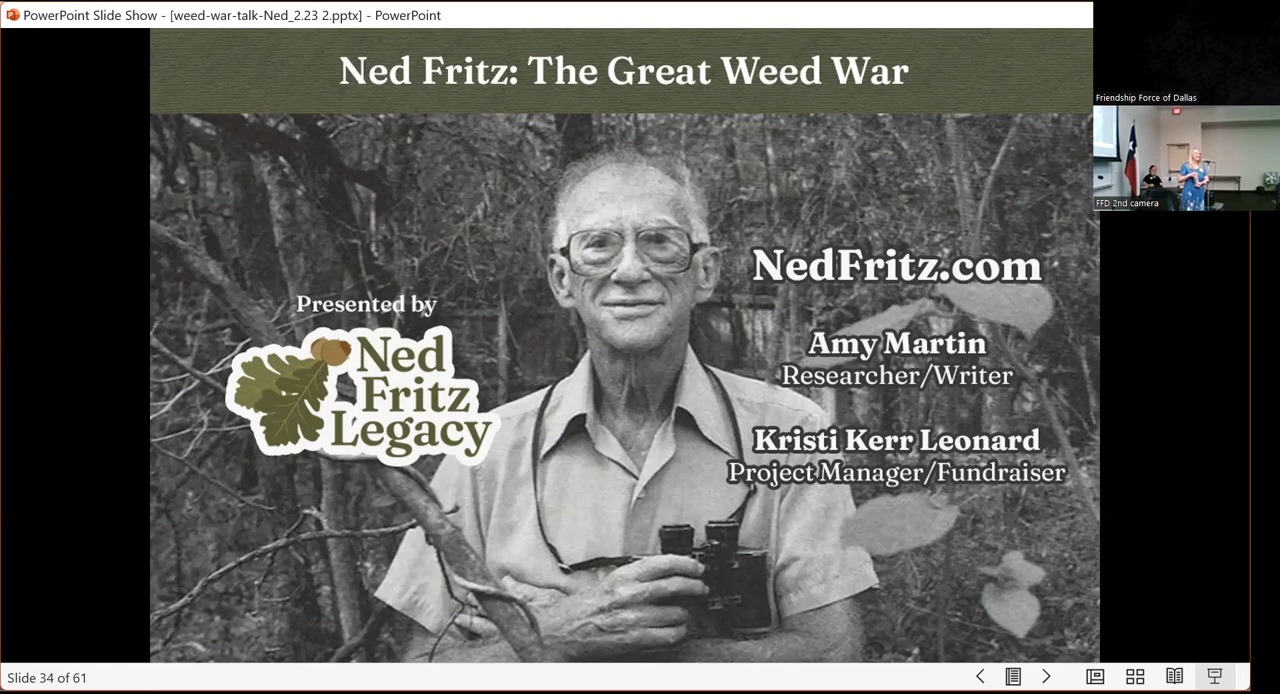 PowerPoint Slide Show - [weed-war-talk-Ned_2.23 2.pptx] - PowerPoint
Ned Fritz: The Great Weed War
Friendship Force of Dallas
FFD 2nd camera
NedFritz.com
Presented by
Ned
Fritz
Legacy
Amy Martin
Researcher/Writer
Kristi Kerr Leonard
Project Manager/Fundraiser
Slide 34 of 61